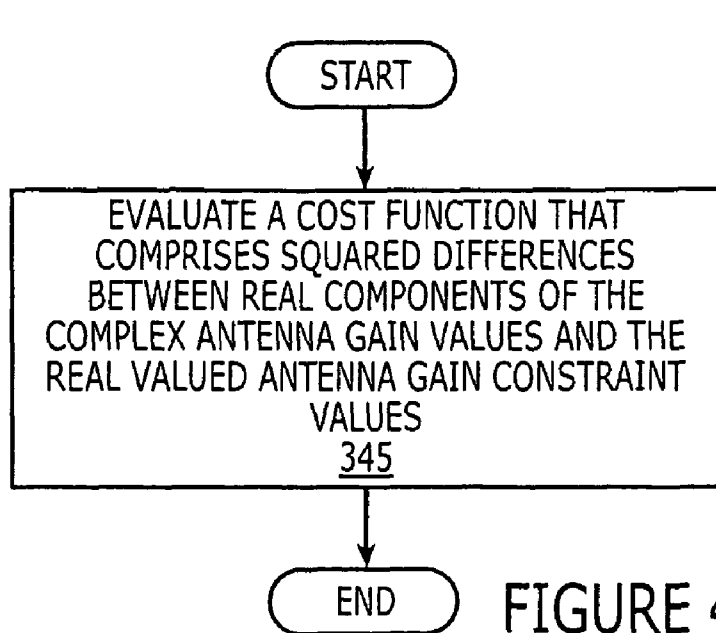 START
EVALUATE A COST FUNCTION THAT
COMPRISES SQUARED DIFFERENCES
BETWEEN REAL COMPONENTS OF THE
COMPLEX ANTENNA GAIN VALUES AND THE
REAL VALUED ANTENNA GAIN CONSTRAINT
VALUES
345
END
FIGURE 4